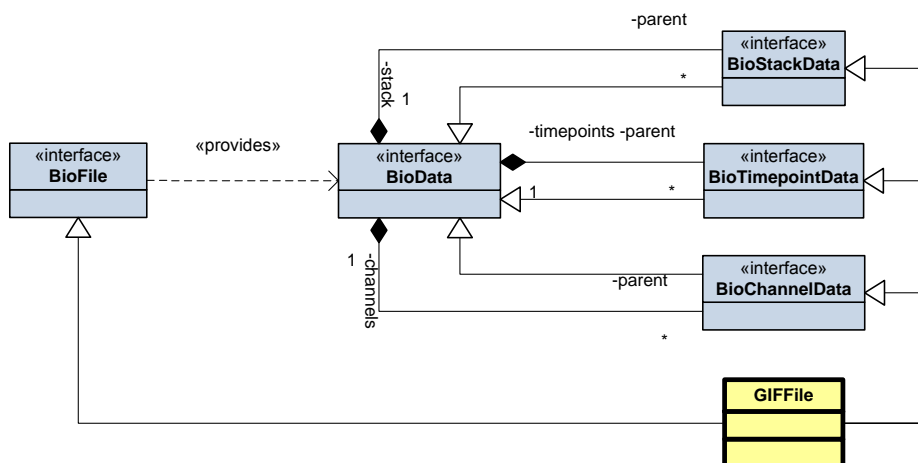 -parent
«interface»
BioStackData
-stack
1
*
«provides»
-timepoints -parent
«interface»
BioFile
«interface»
BioData
«interface»
BioTimepointData
1
*
1
-channels
-parent
«interface»
BioChannelData
*
GIFFile